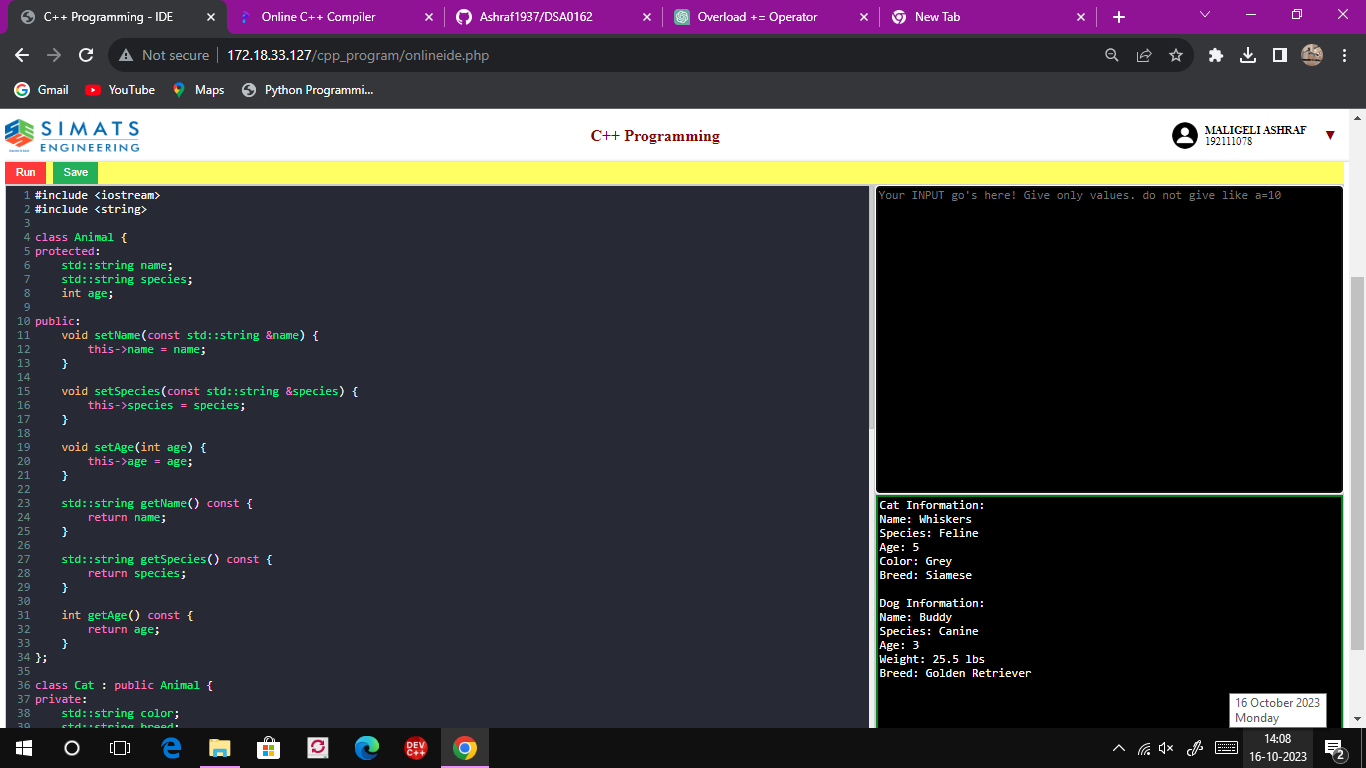 C++ Programming - IDE
Online C++ Compiler
Ashraf1937/DSA0162
Overload += Operator
New Tab
Not secure 172.18.33.127/cpp_program/onlineide.php
Gmail YouTube Maps Python Programmi...
SIMATS
ENGINEERING
C++ Programming
MALIGELI ASHRAF
192111078
Run Save
1 #include <iostream>
2 #include <string>
3
4 class Animal {
5 protected:
6     std::string name;
7     std::string species;
8     int age;
9
10 public:
11     void setName(const std::string &name) {
12         this->name = name;
13     }
14
15     void setSpecies(const std::string &species) {
16         this->species = species;
17     }
18
19     void setAge(int age) {
20         this->age = age;
21     }
22
23     std::string getName() const {
24         return name;
25     }
26
27     std::string getSpecies() const {
28         return species;
29     }
30
31     int getAge() const {
32         return age;
33     }
34 };
35
36 class Cat : public Animal {
37 private:
38     std::string color;
39     std::string breed;
Your INPUT go's here! Give only values. do not give like a=10
Cat Information:
Name: Whiskers
Species: Feline
Age: 5
Color: Grey
Breed: Siamese
Dog Information:
Name: Buddy
Species: Canine
Age: 3
Weight: 25.5 lbs
Breed: Golden Retriever
16 October 2023
Monday
DEV
C++
14:08
16-10-2023
2